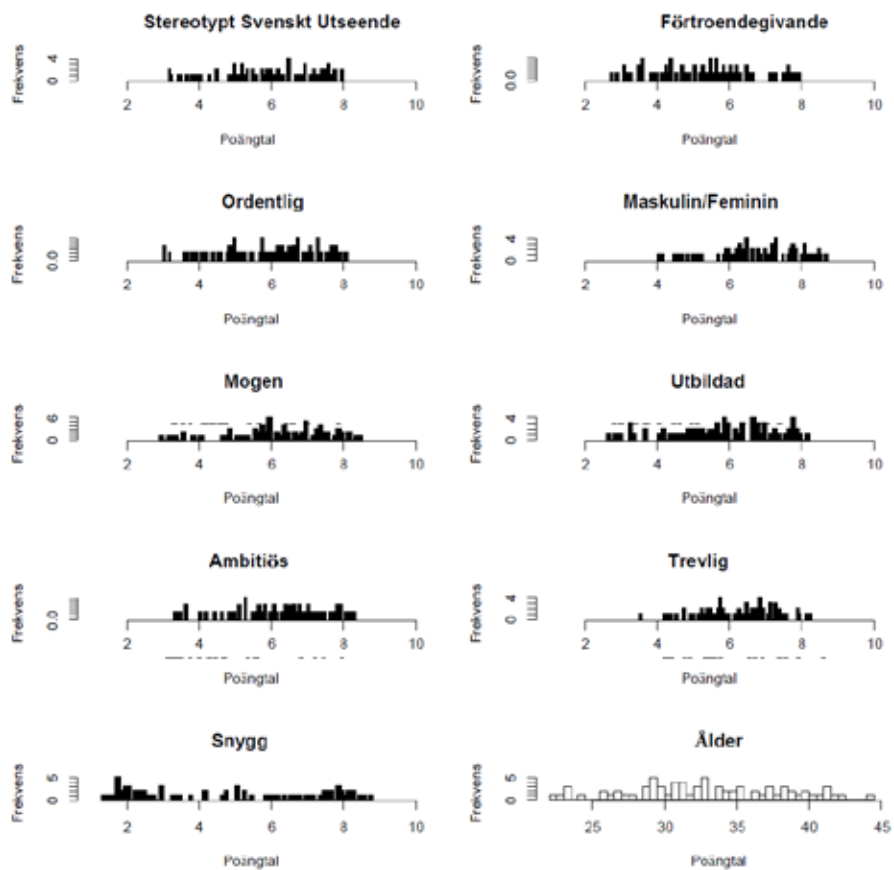 Stereotypt Svenskt Utseende
Frekvens
0 4
2 4 6 8 10
Poängtal
Förtroendegivande
Frekvens
0.0
2 4 6 8 10
Poängtal
Ordentlig
Frekvens
0.0
2 4 6 8 10
Poängtal
Maskulin/Feminin
Frekvens
0 4
2 4 6 8 10
Poängtal
Mogen
Frekvens
0 6
2 4 6 8 10
Poängtal
Utbildad
Frekvens
0 4
2 4 6 8 10
Poängtal
Ambitiös
Frekvens
0.0
2 4 6 8 10
Poängtal
Trevlig
Frekvens
0 4
2 4 6 8 10
Poängtal
Snygg
Frekvens
0 5
2 4 6 8 10
Poängtal
Ålder
Frekvens
0 5
25 30 35 40 45
Poängtal